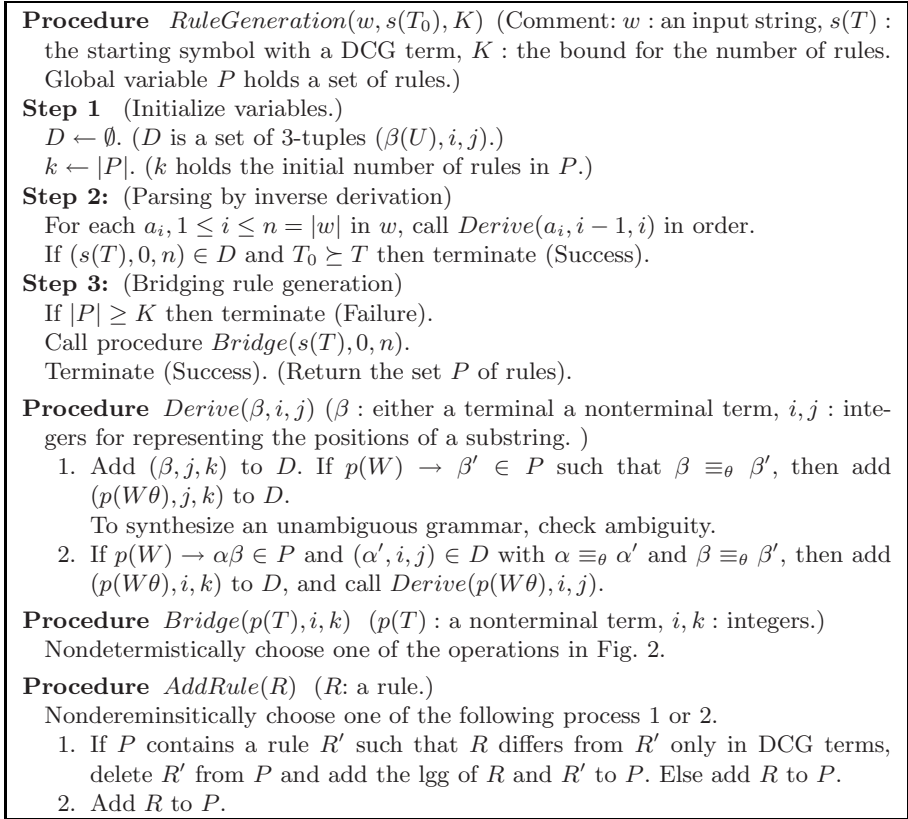 Procedure RuleGeneration(w, s(T₀), K) (Comment: w : an input string, s(T) :
the starting symbol with a DCG term, K : the bound for the number of rules.
Global variable P holds a set of rules.)
Step 1 (Initialize variables.)
D ← ∅. (D is a set of 3-tuples (β(U), i, j).)
k ← |P|. (k holds the initial number of rules in P.)
Step 2: (Parsing by inverse derivation)
For each aᵢ, 1 ≤ i ≤ n = |w| in w, call Derive(aᵢ, i − 1, i) in order.
If (s(T), 0, n) ∈ D and T₀ ⪰ T then terminate (Success).
Step 3: (Bridging rule generation)
If |P| ≥ K then terminate (Failure).
Call procedure Bridge(s(T), 0, n).
Terminate (Success). (Return the set P of rules).
Procedure Derive(β, i, j) (β : either a terminal a nonterminal term, i, j : inte-
gers for representing the positions of a substring. )
1. Add (β, j, k) to D. If p(W) → β′ ∈ P such that β ≡θ β′, then add
(p(Wθ), j, k) to D.
To synthesize an unambiguous grammar, check ambiguity.
2. If p(W) → αβ ∈ P and (α′, i, j) ∈ D with α ≡θ α′ and β ≡θ β′, then add
(p(Wθ), i, k) to D, and call Derive(p(Wθ), i, j).
Procedure Bridge(p(T), i, k) (p(T) : a nonterminal term, i, k : integers.)
Nondetermistically choose one of the operations in Fig. 2.
Procedure AddRule(R) (R: a rule.)
Nondereminsitically choose one of the following process 1 or 2.
1. If P contains a rule R′ such that R differs from R′ only in DCG terms,
delete R′ from P and add the lgg of R and R′ to P. Else add R to P.
2. Add R to P.